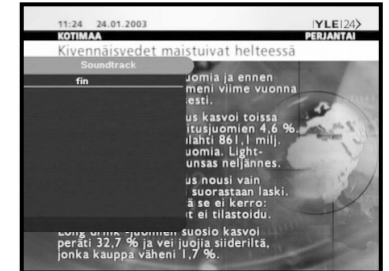 11:24 24.01.2003 YLE24
KOTIMAA PERJANTAI
Kivennäisvedet maistuivat helteessä
Soundtrack
fin
uomia ja ennen
meni viime vuonna
esti.
us kasvoi toissa
itusjuomien 4,6 %.
lahti 861,1 milj.
uomia. Light-
unsas neljännes.
us nousi vain
suorastaan laski.
ä se ei kerro:
t ei tilastoidu.
Long drink -juomien suosio kasvoi
peräti 32,7 % ja vei juojia siideriltä,
jonka kauppa väheni 1,7 %.